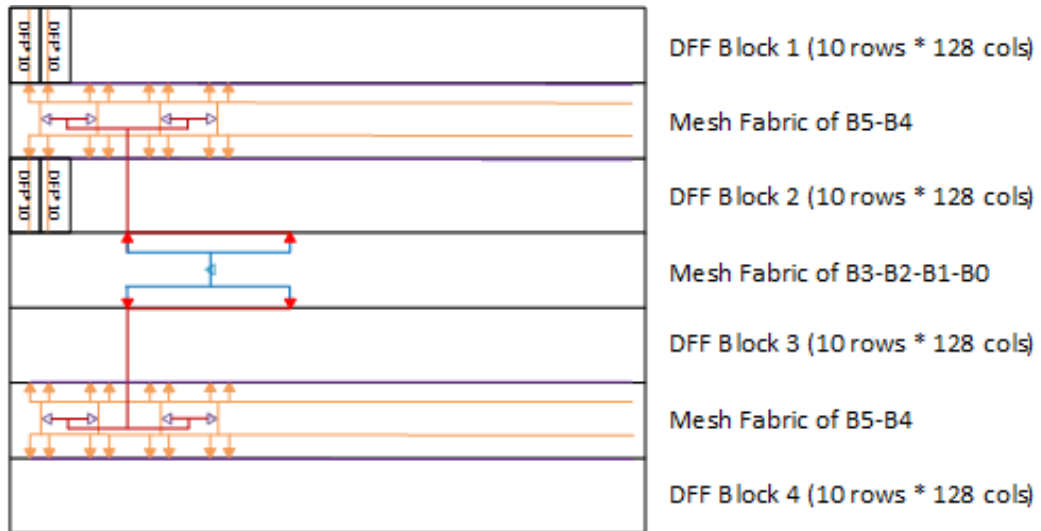 DFF*10 DFF*10
DFF Block 1 (10 rows * 128 cols)
Mesh Fabric of B5-B4
DFF*10 DFF*10
DFF Block 2 (10 rows * 128 cols)
Mesh Fabric of B3-B2-B1-B0
DFF Block 3 (10 rows * 128 cols)
Mesh Fabric of B5-B4
DFF Block 4 (10 rows * 128 cols)